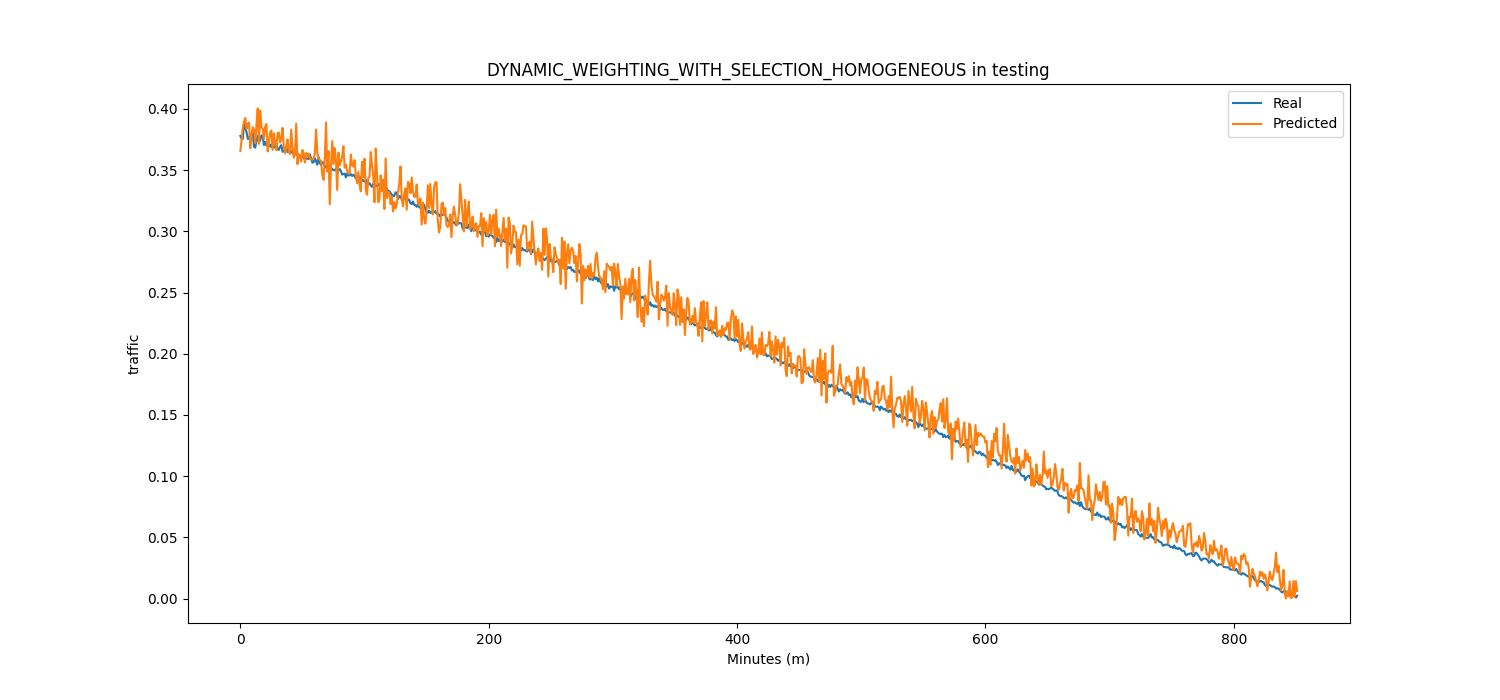 DYNAMIC_WEIGHTING_WITH_SELECTION_HOMOGENEOUS in testing
Real
Predicted
0.40
0.35
0.30
0.25
0.20
0.15
0.10
0.05
0.00
traffic
0
200
400
600
800
Minutes (m)